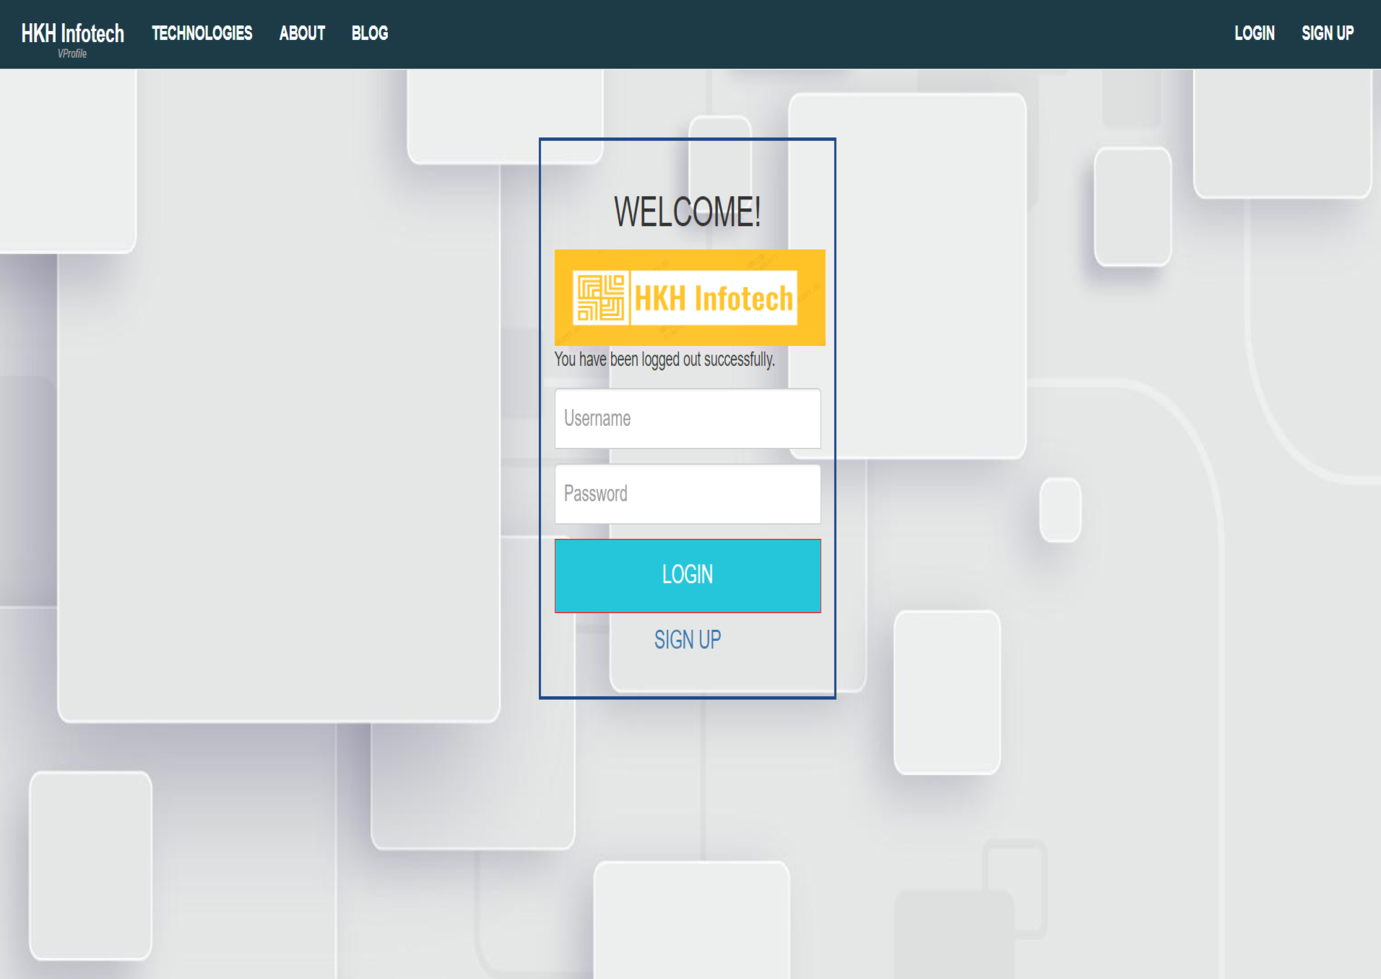 HKH Infotech TECHNOLOGIES ABOUT BLOG LOGIN SIGN UP
VProfile
WELCOME!
HKH Infotech
You have been logged out successfully.
Username
Password
LOGIN
SIGN UP